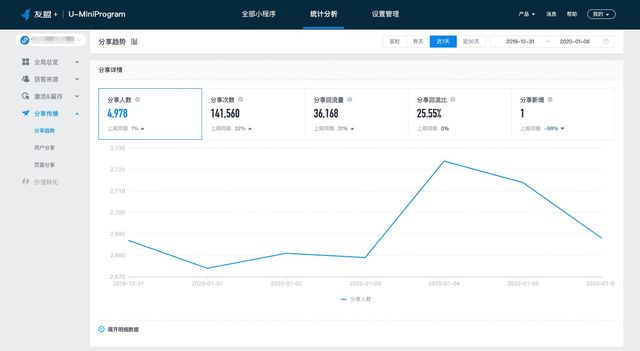 友盟+ | U-MiniProgram 全部小程序 统计分析 设置管理 产品 消息 帮助 我的
分享趋势 实时 昨天 近7天 近30天 2019-12-31 - 2020-01-06
全局总览
获客来源
激活&留存
分享传播
分享趋势
用户分享
页面分享
价值转化
分享详情
分享人数 分享次数 分享回流量 分享回流比 分享新增
4,978 141,560 36,168 25.55% 1
上周同期 1% 上周同期 32% 上周同期 31% 上周同期 0% 上周同期 -99%
2,730
2,720
2,710
2,700
2,690
2,680
2,670
2019-12-31 2020-01-01 2020-01-02 2020-01-03 2020-01-04 2020-01-05 2020-01-0
分享人数
展开明细数据